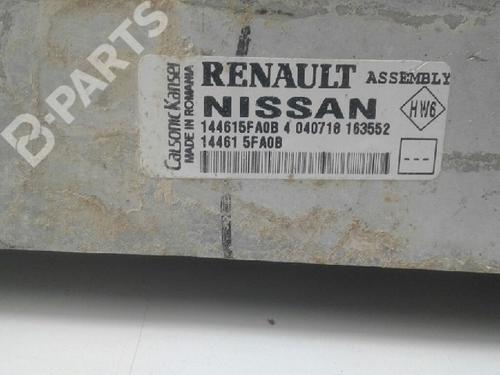 B-PARTS
Calsonic Kansei
MADE IN ROMANIA
RENAULT ASSEMBLY
NISSAN
HW6
144615FA0B 4 040718 163552
14461 5FA0B
---